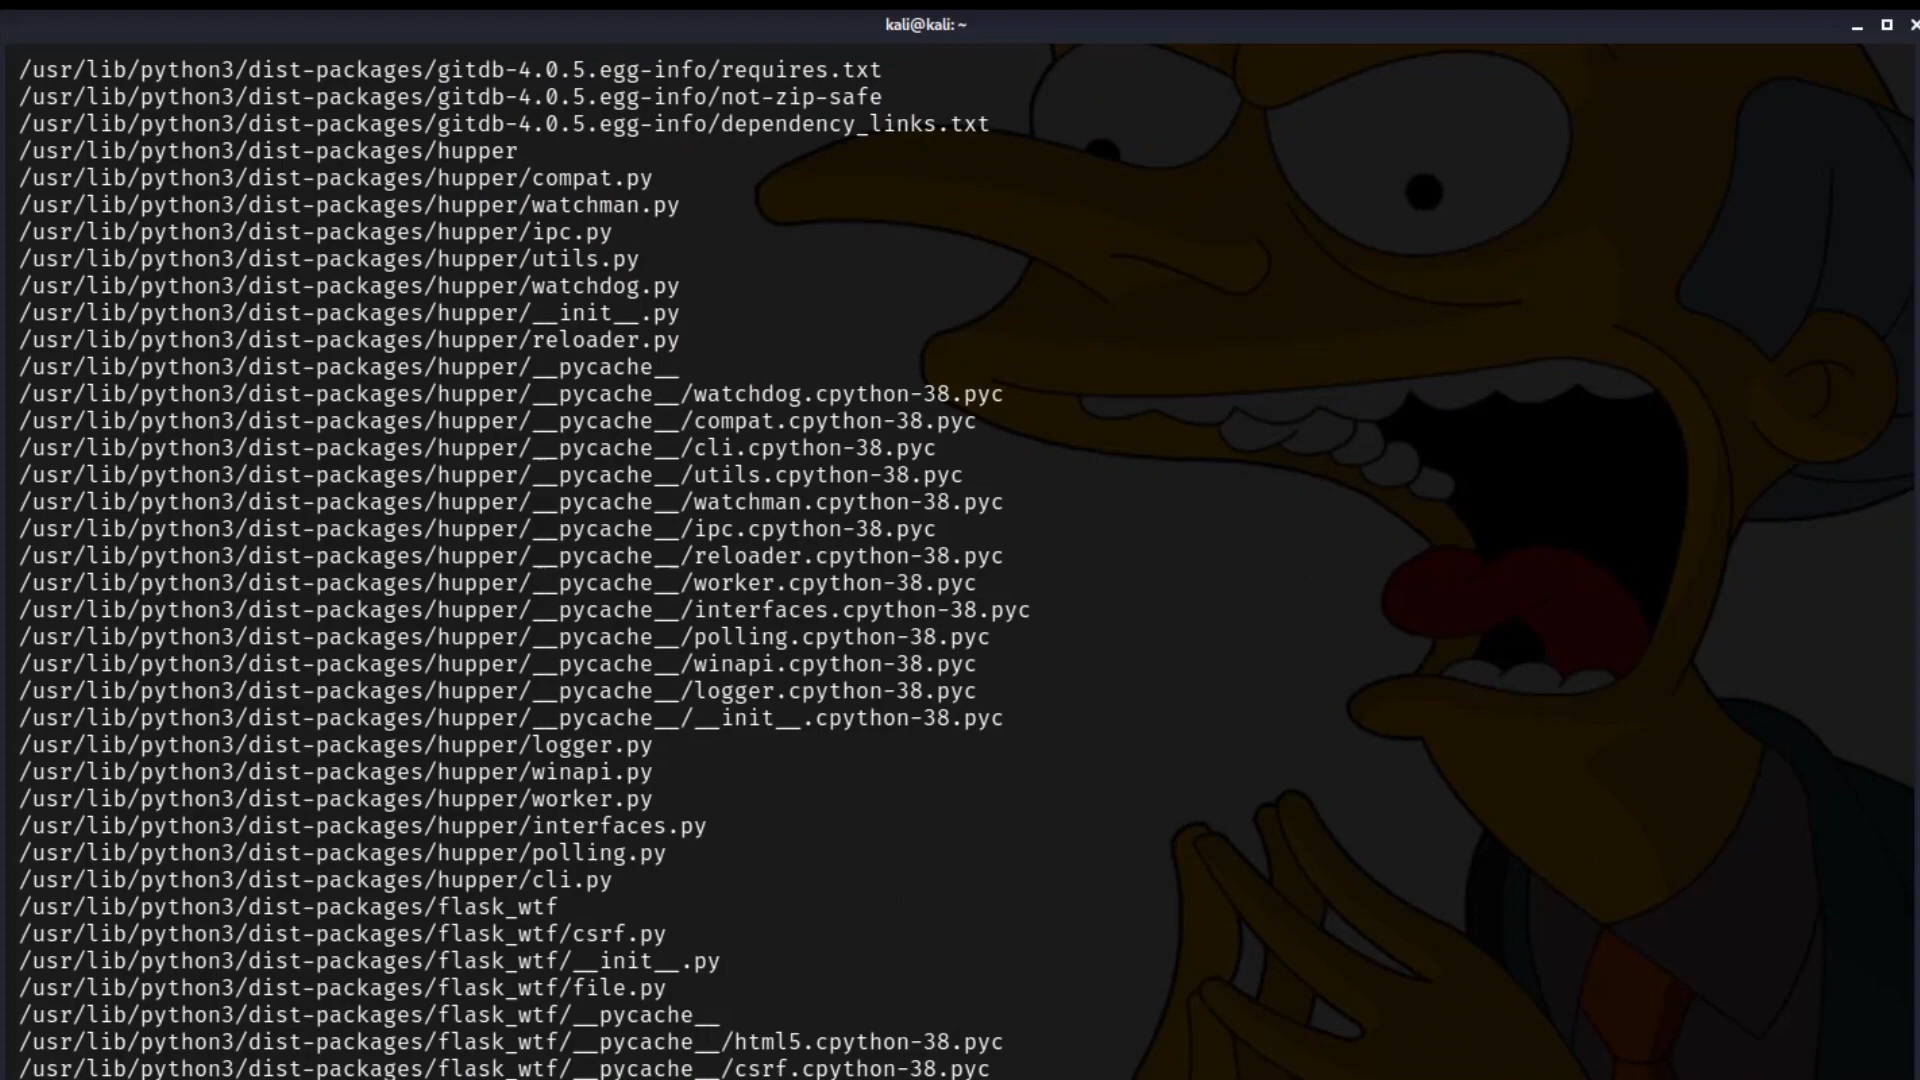 kali@kali: ~
/usr/lib/python3/dist-packages/gitdb-4.0.5.egg-info/requires.txt
/usr/lib/python3/dist-packages/gitdb-4.0.5.egg-info/not-zip-safe
/usr/lib/python3/dist-packages/gitdb-4.0.5.egg-info/dependency_links.txt
/usr/lib/python3/dist-packages/hupper
/usr/lib/python3/dist-packages/hupper/compat.py
/usr/lib/python3/dist-packages/hupper/watchman.py
/usr/lib/python3/dist-packages/hupper/ipc.py
/usr/lib/python3/dist-packages/hupper/utils.py
/usr/lib/python3/dist-packages/hupper/watchdog.py
/usr/lib/python3/dist-packages/hupper/__init__.py
/usr/lib/python3/dist-packages/hupper/reloader.py
/usr/lib/python3/dist-packages/hupper/__pycache__
/usr/lib/python3/dist-packages/hupper/__pycache__/watchdog.cpython-38.pyc
/usr/lib/python3/dist-packages/hupper/__pycache__/compat.cpython-38.pyc
/usr/lib/python3/dist-packages/hupper/__pycache__/cli.cpython-38.pyc
/usr/lib/python3/dist-packages/hupper/__pycache__/utils.cpython-38.pyc
/usr/lib/python3/dist-packages/hupper/__pycache__/watchman.cpython-38.pyc
/usr/lib/python3/dist-packages/hupper/__pycache__/ipc.cpython-38.pyc
/usr/lib/python3/dist-packages/hupper/__pycache__/reloader.cpython-38.pyc
/usr/lib/python3/dist-packages/hupper/__pycache__/worker.cpython-38.pyc
/usr/lib/python3/dist-packages/hupper/__pycache__/interfaces.cpython-38.pyc
/usr/lib/python3/dist-packages/hupper/__pycache__/polling.cpython-38.pyc
/usr/lib/python3/dist-packages/hupper/__pycache__/winapi.cpython-38.pyc
/usr/lib/python3/dist-packages/hupper/__pycache__/logger.cpython-38.pyc
/usr/lib/python3/dist-packages/hupper/__pycache__/__init__.cpython-38.pyc
/usr/lib/python3/dist-packages/hupper/logger.py
/usr/lib/python3/dist-packages/hupper/winapi.py
/usr/lib/python3/dist-packages/hupper/worker.py
/usr/lib/python3/dist-packages/hupper/interfaces.py
/usr/lib/python3/dist-packages/hupper/polling.py
/usr/lib/python3/dist-packages/hupper/cli.py
/usr/lib/python3/dist-packages/flask_wtf
/usr/lib/python3/dist-packages/flask_wtf/csrf.py
/usr/lib/python3/dist-packages/flask_wtf/__init__.py
/usr/lib/python3/dist-packages/flask_wtf/file.py
/usr/lib/python3/dist-packages/flask_wtf/__pycache__
/usr/lib/python3/dist-packages/flask_wtf/__pycache__/html5.cpython-38.pyc
/usr/lib/python3/dist-packages/flask_wtf/__pycache__/csrf.cpython-38.pyc